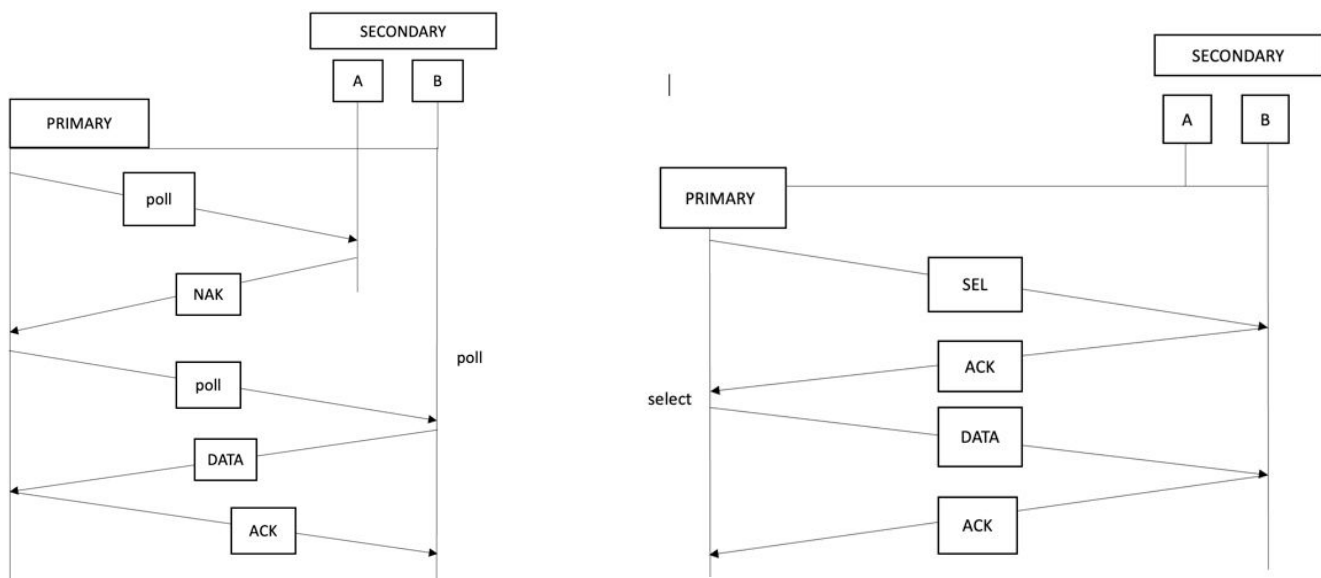 SECONDARY
A B
PRIMARY
poll
NAK
poll
poll
DATA
ACK
SECONDARY
A B
PRIMARY
SEL
ACK
select
DATA
ACK